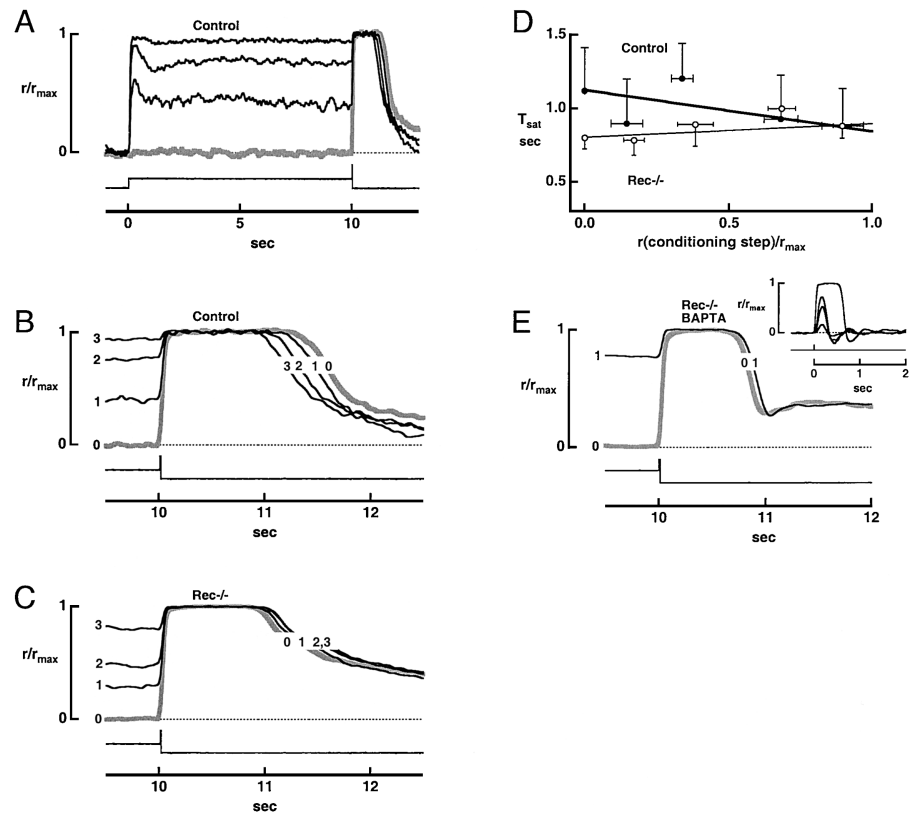 A
Control
1
r/rmax
0
0
5
10
sec
B
Control
1
r/rmax
0
3
2
1
0
3 2 1 0
10
11
12
sec
C
Rec-/-
1
r/rmax
0
3
2
1
0
0 1 2,3
10
11
12
sec
D
1.5
1.0
0.5
Tsat
sec
Control
Rec-/-
0.0
0.5
1.0
r(conditioning step)/rmax
E
Rec-/-
BAPTA
1
r/rmax
0
1
0
0 1
10
11
12
sec
1
r/rmax
0
0
1
2
sec